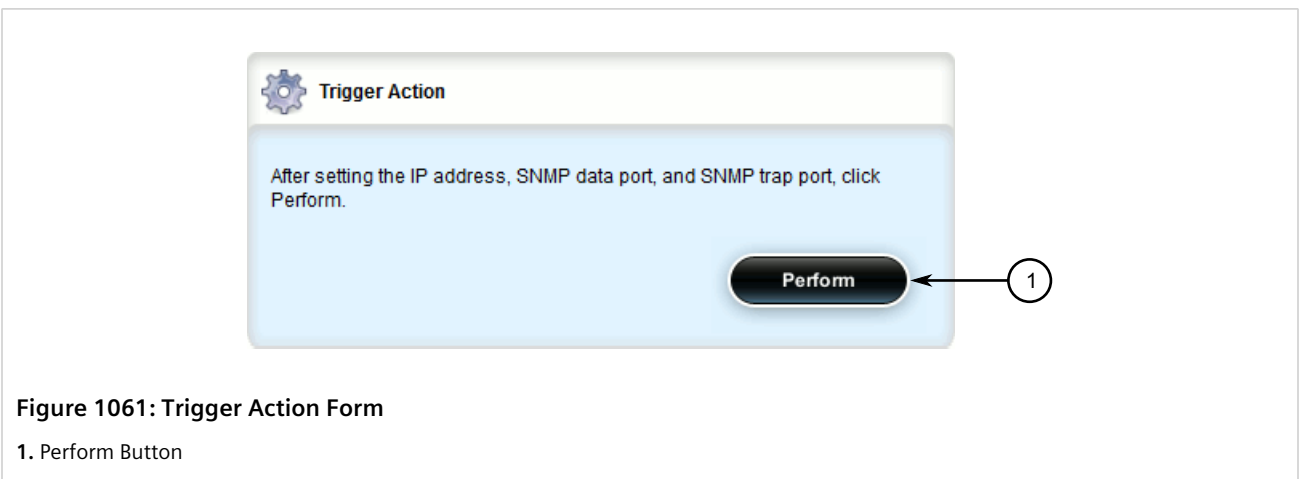 Trigger Action
After setting the IP address, SNMP data port, and SNMP trap port, click
Perform.
Perform
1
Figure 1061: Trigger Action Form
1. Perform Button